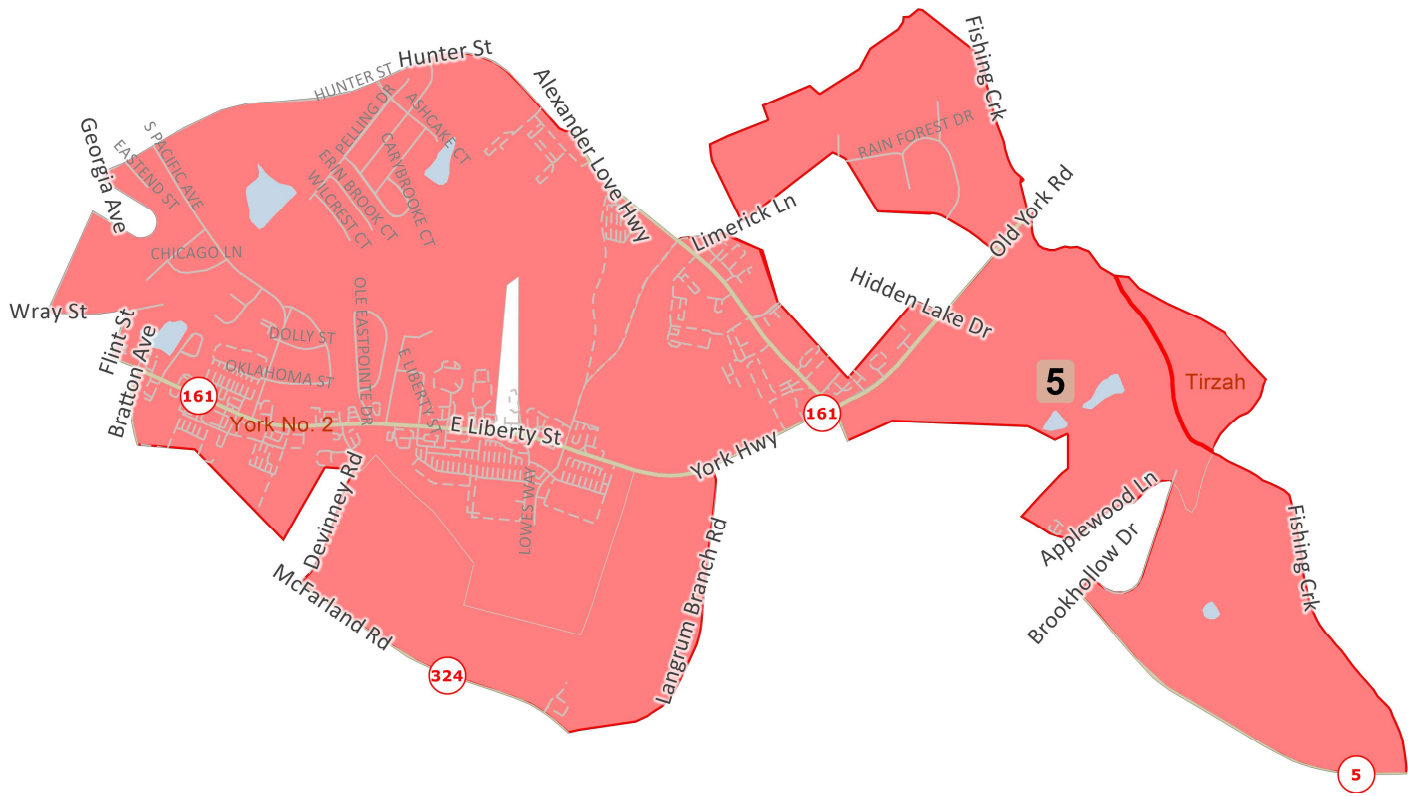 Hunter St
Fishing Crk
HUNTER ST
Alexander Love Hwy
PELLING DR
ASHCAKE CT
Georgia Ave
S PACIFIC AVE
EASTEND ST
CARYBROOKE CT
ERIN BROOK CT
WILCREST CT
RAIN FOREST DR
Old York Rd
Limerick Ln
CHICAGO LN
Hidden Lake Dr
Wray St
OLE EASTPOINTE DR
Flint St
Bratton Ave
DOLLY ST
E LIBERTY ST
OKLAHOMA ST
5
Tirzah
161
161
York No. 2
E Liberty St
York Hwy
Devinney Rd
LOWES WAY
Langrum Branch Rd
Applewood Ln
Brookhollow Dr
Fishing Crk
McFarland Rd
324
5